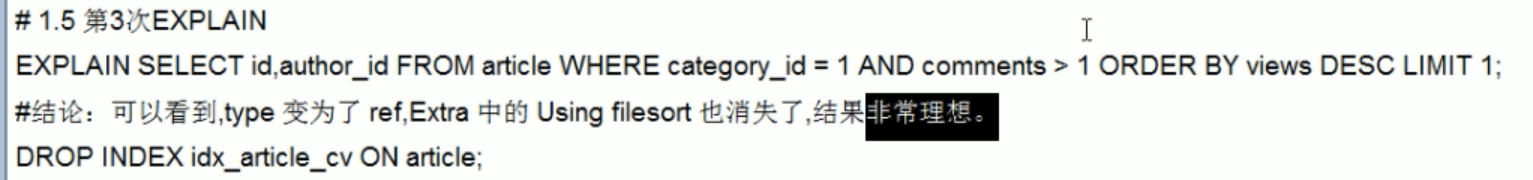 # 1.5 第3次EXPLAIN
EXPLAIN SELECT id,author_id FROM article WHERE category_id = 1 AND comments > 1 ORDER BY views DESC LIMIT 1;
#结论：可以看到,type 变为了 ref,Extra 中的 Using filesort 也消失了,结果非常理想。
DROP INDEX idx_article_cv ON article;